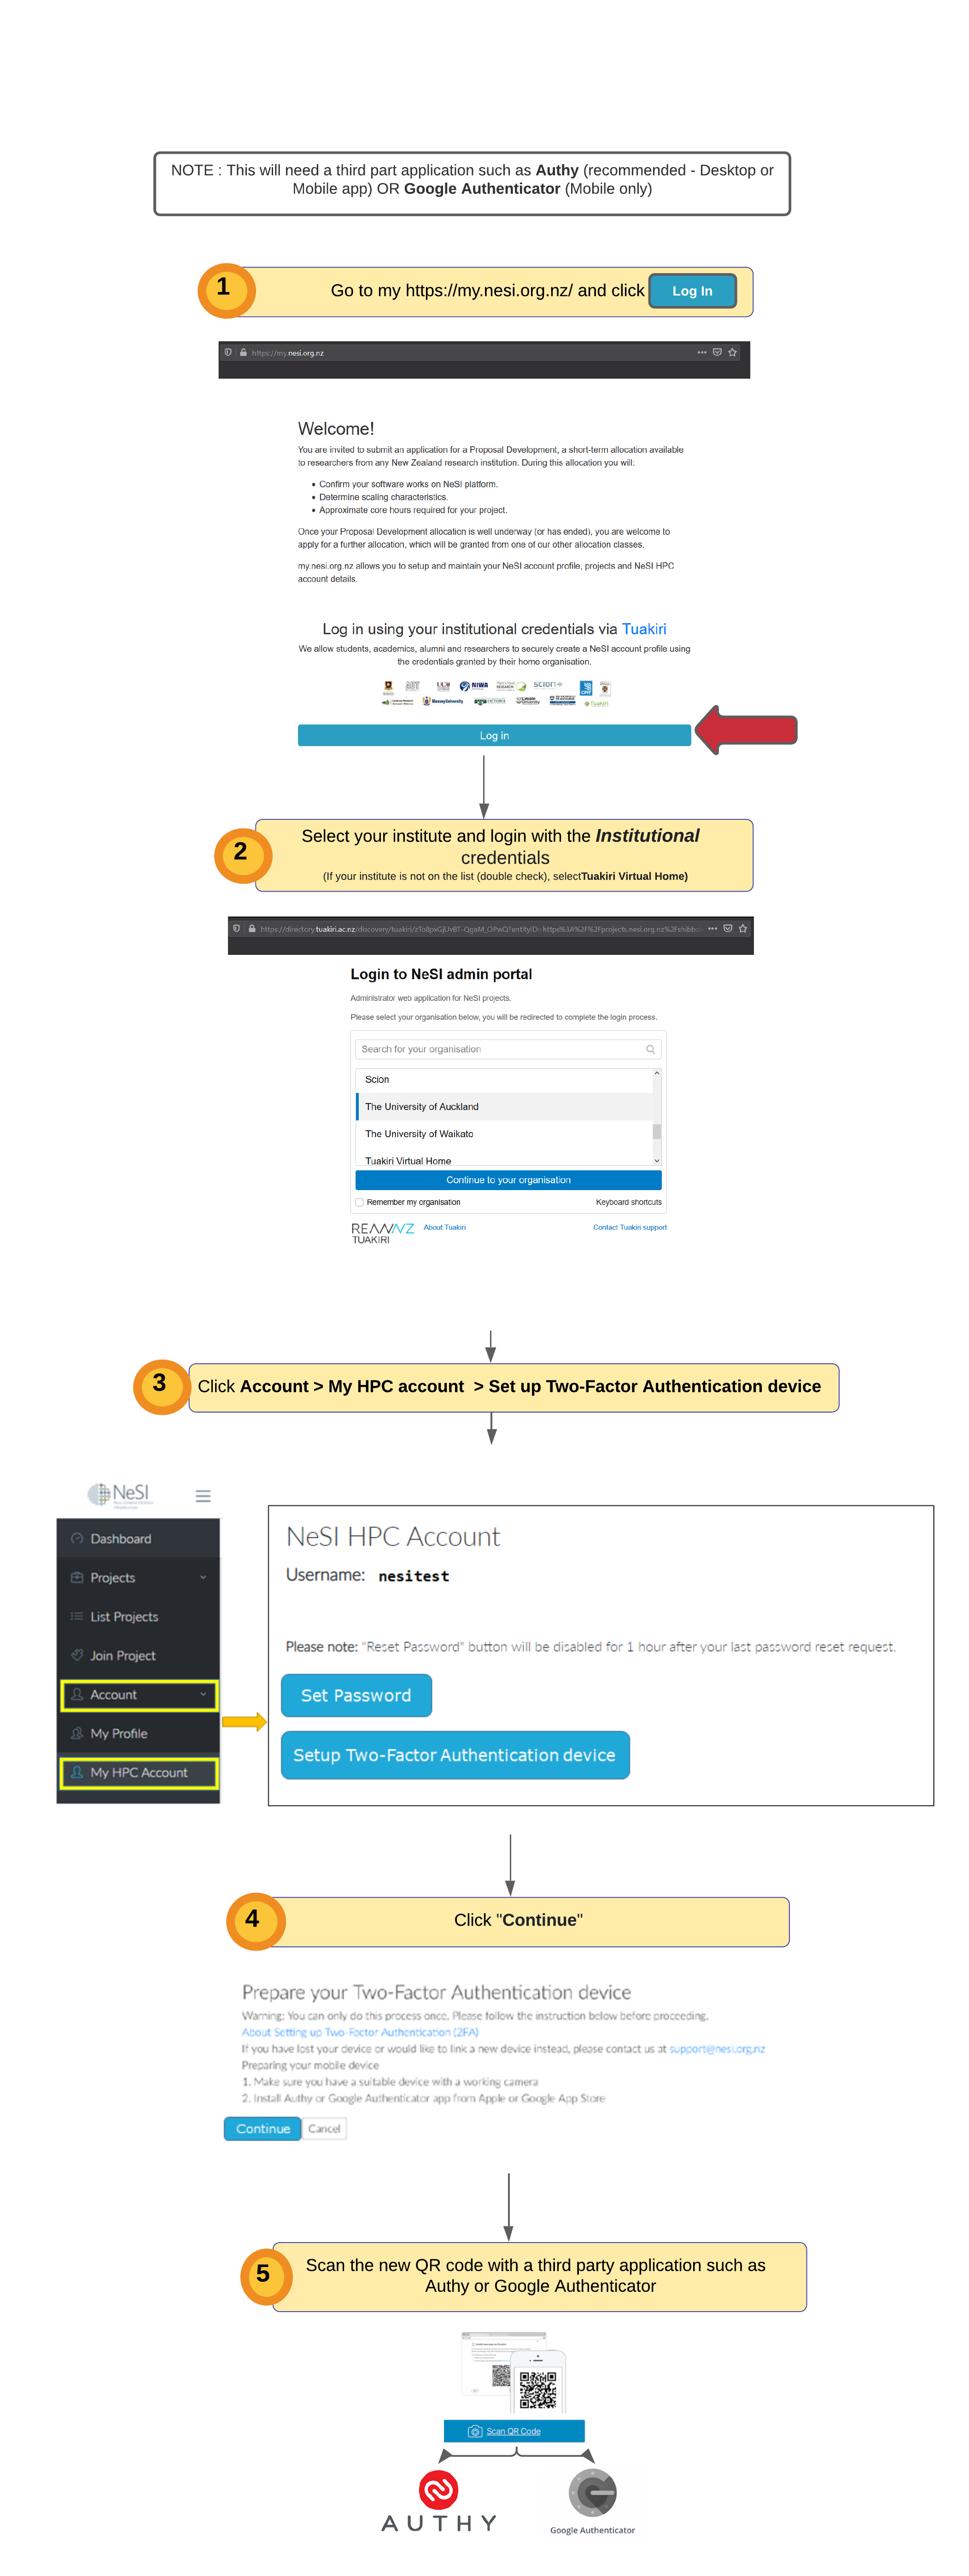 NOTE : This will need a third part application such as Authy (recommended - Desktop or
Mobile app) OR Google Authenticator (Mobile only)
1
Go to my https://my.nesi.org.nz/ and click Log In
https://my.nesi.org.nz
Welcome!
You are invited to submit an application for a Proposal Development, a short-term allocation available
to researchers from any New Zealand research institution. During this allocation you will:
• Confirm your software works on NeSI platform.
• Determine scaling characteristics.
• Approximate core hours required for your project.
Once your Proposal Development allocation is well underway (or has ended), you are welcome to
apply for a further allocation, which will be granted from one of our other allocation classes.
my.nesi.org.nz allows you to setup and maintain your NeSI account profile, projects and NeSI HPC
account details.
Log in using your institutional credentials via Tuakiri
We allow students, academics, alumni and researchers to securely create a NeSI account profile using
the credentials granted by their home organisation.
AUT UC NIWA SCION
Massey University Tuakiri
Log in
2
Select your institute and login with the Institutional
credentials
(If your institute is not on the list (double check), selectTuakiri Virtual Home)
Login to NeSI admin portal
Administrator web application for NeSI projects.
Please select your organisation below, you will be redirected to complete the login process.
Search for your organisation
Scion
The University of Auckland
The University of Waikato
Tuakiri Virtual Home
Continue to your organisation
Remember my organisation Keyboard shortcuts
REANNZ
TUAKIRI
About Tuakiri Contact Tuakiri support
3
Click Account > My HPC account > Set up Two-Factor Authentication device
NeSI
Dashboard
Projects
List Projects
Join Project
Account
My Profile
My HPC Account
NeSI HPC Account
Username: nesitest
Please note: "Reset Password" button will be disabled for 1 hour after your last password reset request.
Set Password
Setup Two-Factor Authentication device
4
Click "Continue"
Prepare your Two-Factor Authentication device
Warning: You can only do this process once. Please follow the instruction below before proceeding.
About Setting up Two-Factor Authentication (2FA)
If you have lost your device or would like to link a new device instead, please contact us at support@nesi.org.nz
Preparing your mobile device
1. Make sure you have a suitable device with a working camera
2. Install Authy or Google Authenticator app from Apple or Google App Store
Continue Cancel
5
Scan the new QR code with a third party application such as
Authy or Google Authenticator
Scan QR Code
AUTHY
Google Authenticator